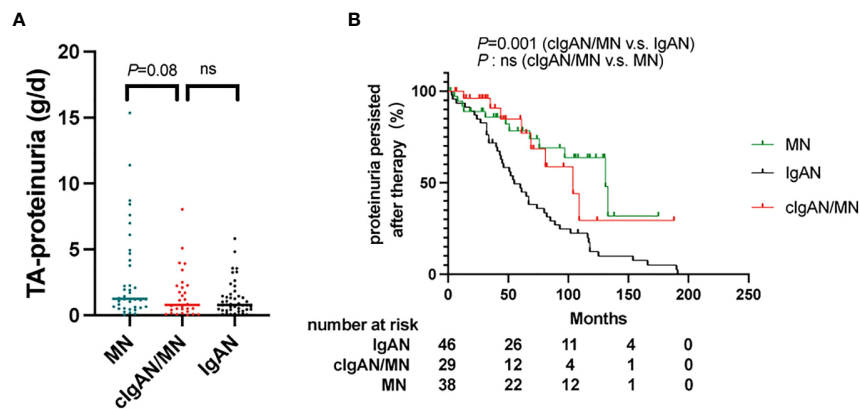 A
TA-proteinuria (g/d)
20
15
10
5
0
P=0.08
ns
MN
cIgAN/MN
IgAN
B
P=0.001 (cIgAN/MN v.s. IgAN)
P : ns (cIgAN/MN v.s. MN)
proteinuria persisted
after therapy (%)
100
50
0
0 50 100 150 200 250
Months
MN
IgAN
cIgAN/MN
number at risk
IgAN 46 26 11 4 0
cIgAN/MN 29 12 4 1 0
MN 38 22 12 1 0